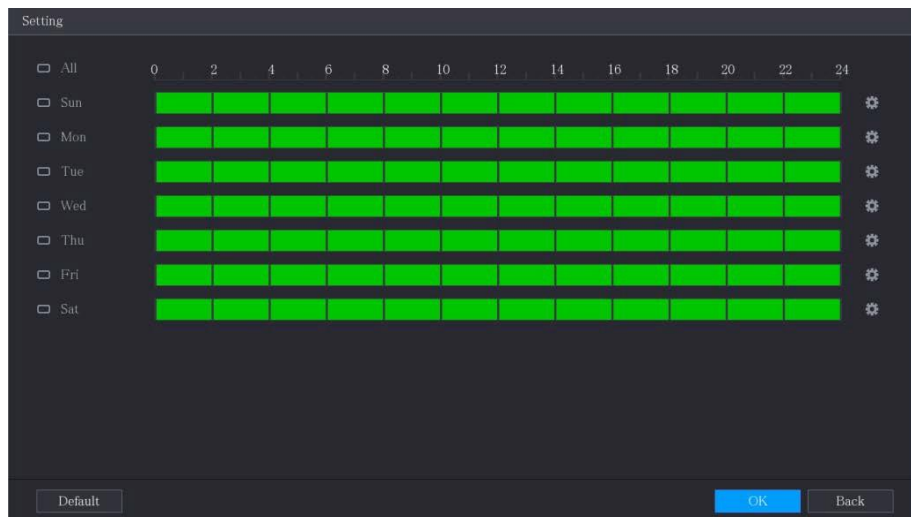 Setting
All 0 2 4 6 8 10 12 14 16 18 20 22 24
Sun
Mon
Tue
Wed
Thu
Fri
Sat
Default OK Back